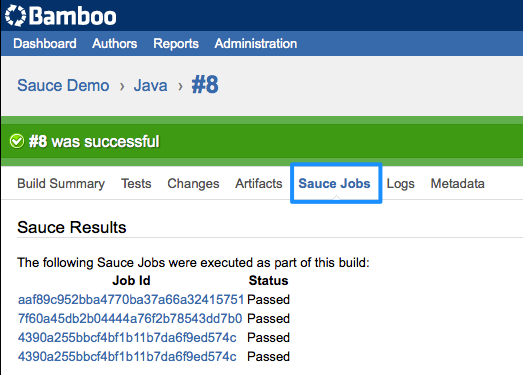 Bamboo
Dashboard Authors Reports Administration
Sauce Demo › Java › #8
#8 was successful
Build Summary Tests Changes Artifacts Sauce Jobs Logs Metadata
Sauce Results
The following Sauce Jobs were executed as part of this build:
Job Id Status
aaf89c952bba4770ba37a66a32415751 Passed
7f60a45db2b04444a76f2b78543dd7b0 Passed
4390a255bbcf4bf1b11b7da6f9ed574c Passed
4390a255bbcf4bf1b11b7da6f9ed574c Passed